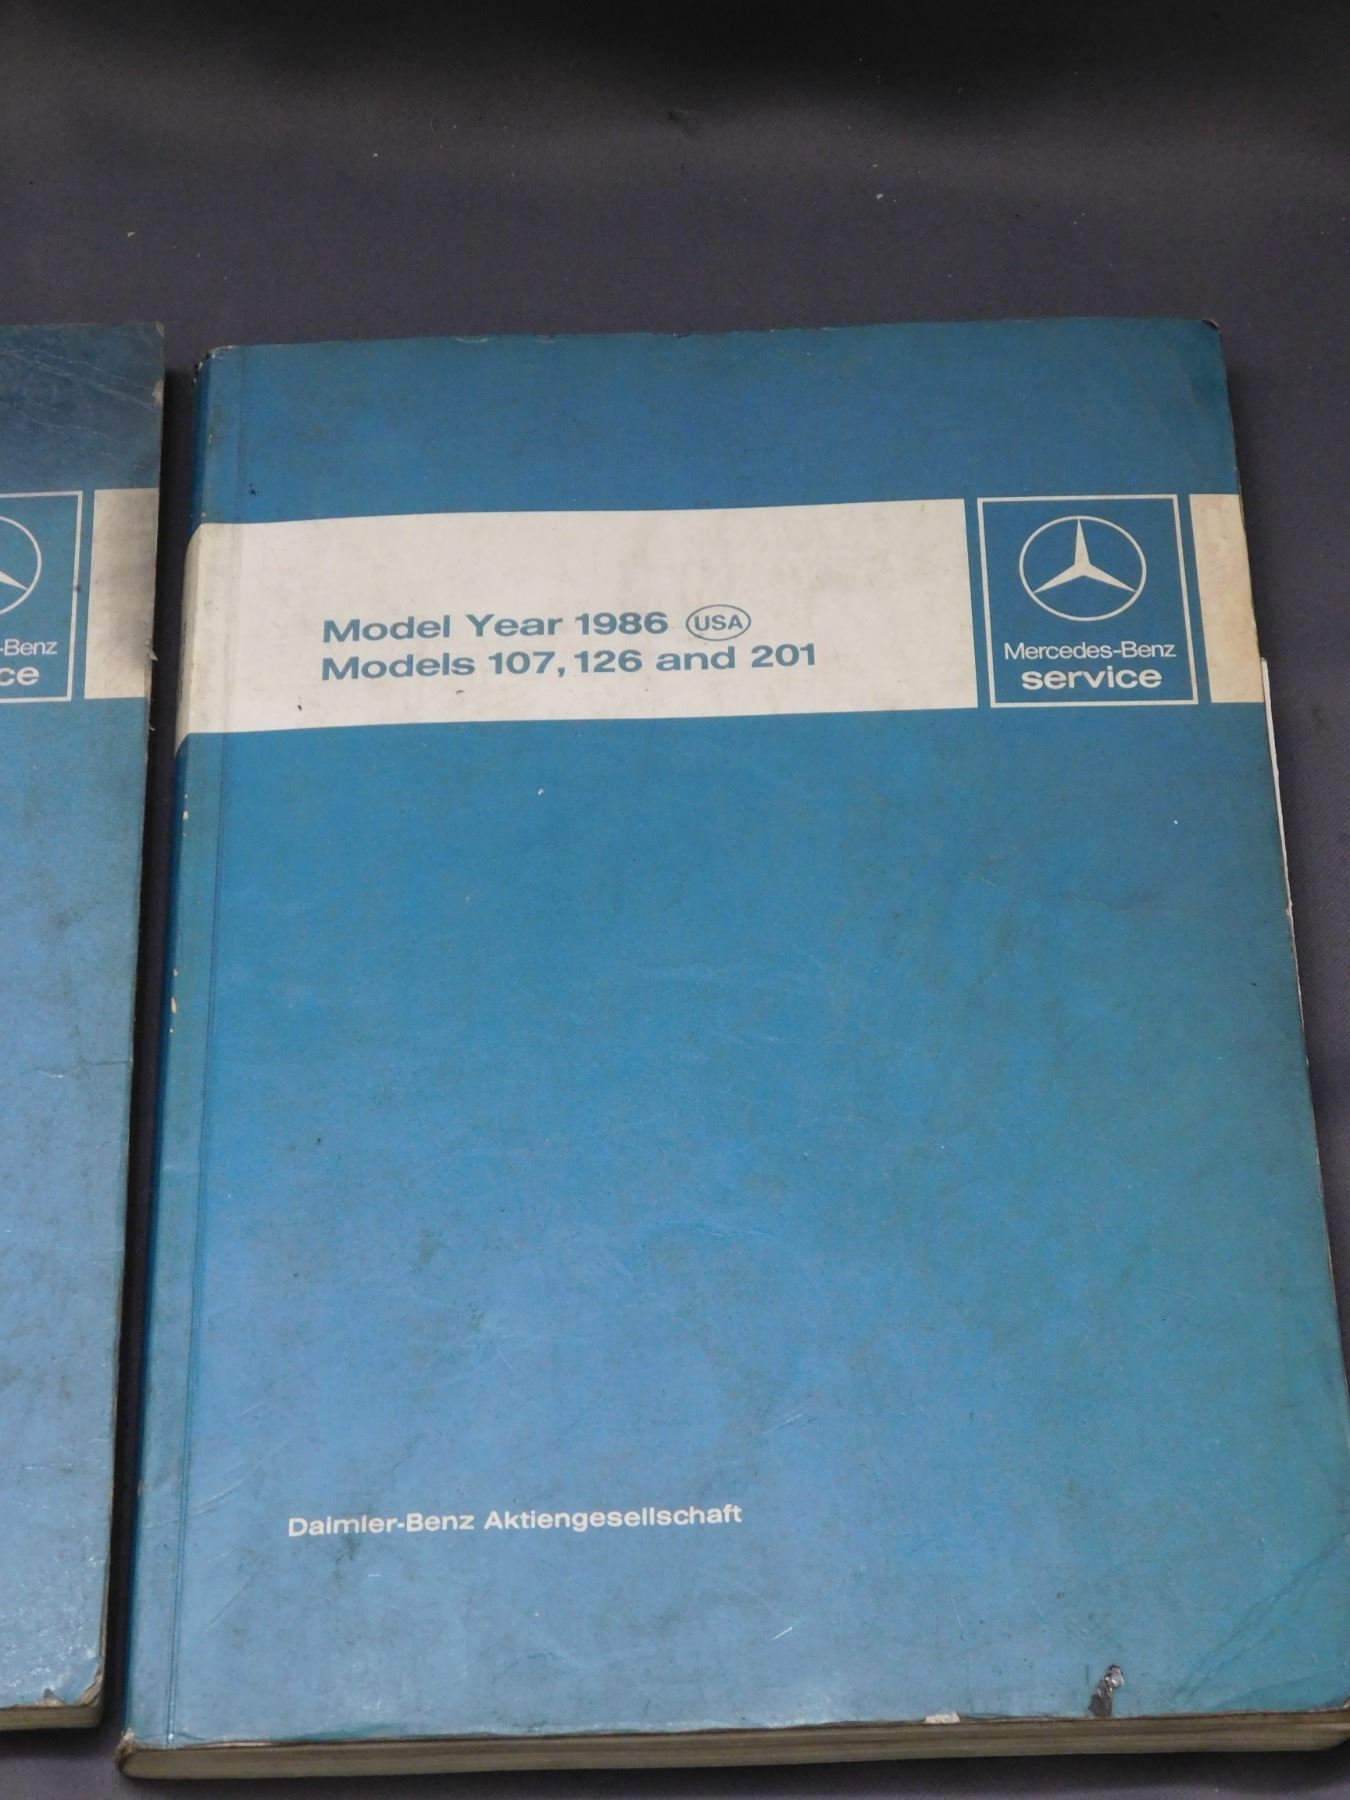 -Benz
ce
Model Year 1986 USA
Models 107, 126 and 201
Mercedes-Benz
service
Daimler-Benz Aktiengesellschaft